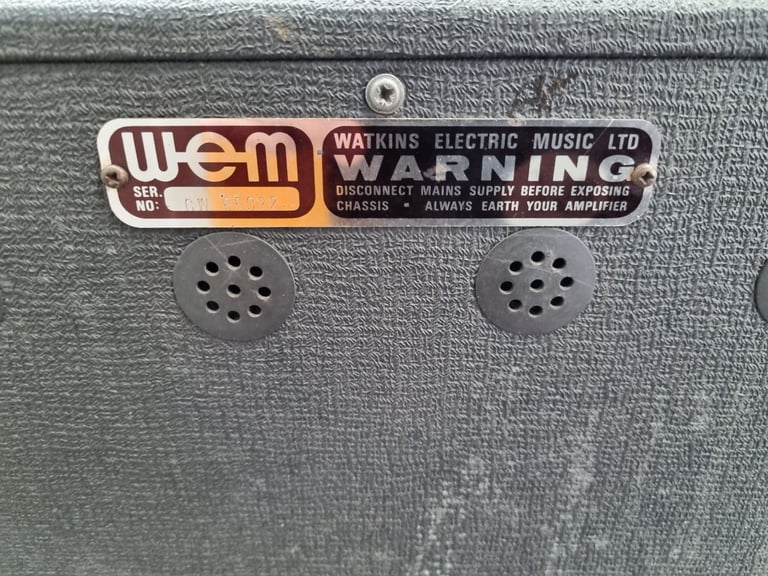 wem
SER.
NO:
WATKINS ELECTRIC MUSIC LTD
WARNING
DISCONNECT MAINS SUPPLY BEFORE EXPOSING
CHASSIS - ALWAYS EARTH YOUR AMPLIFIER